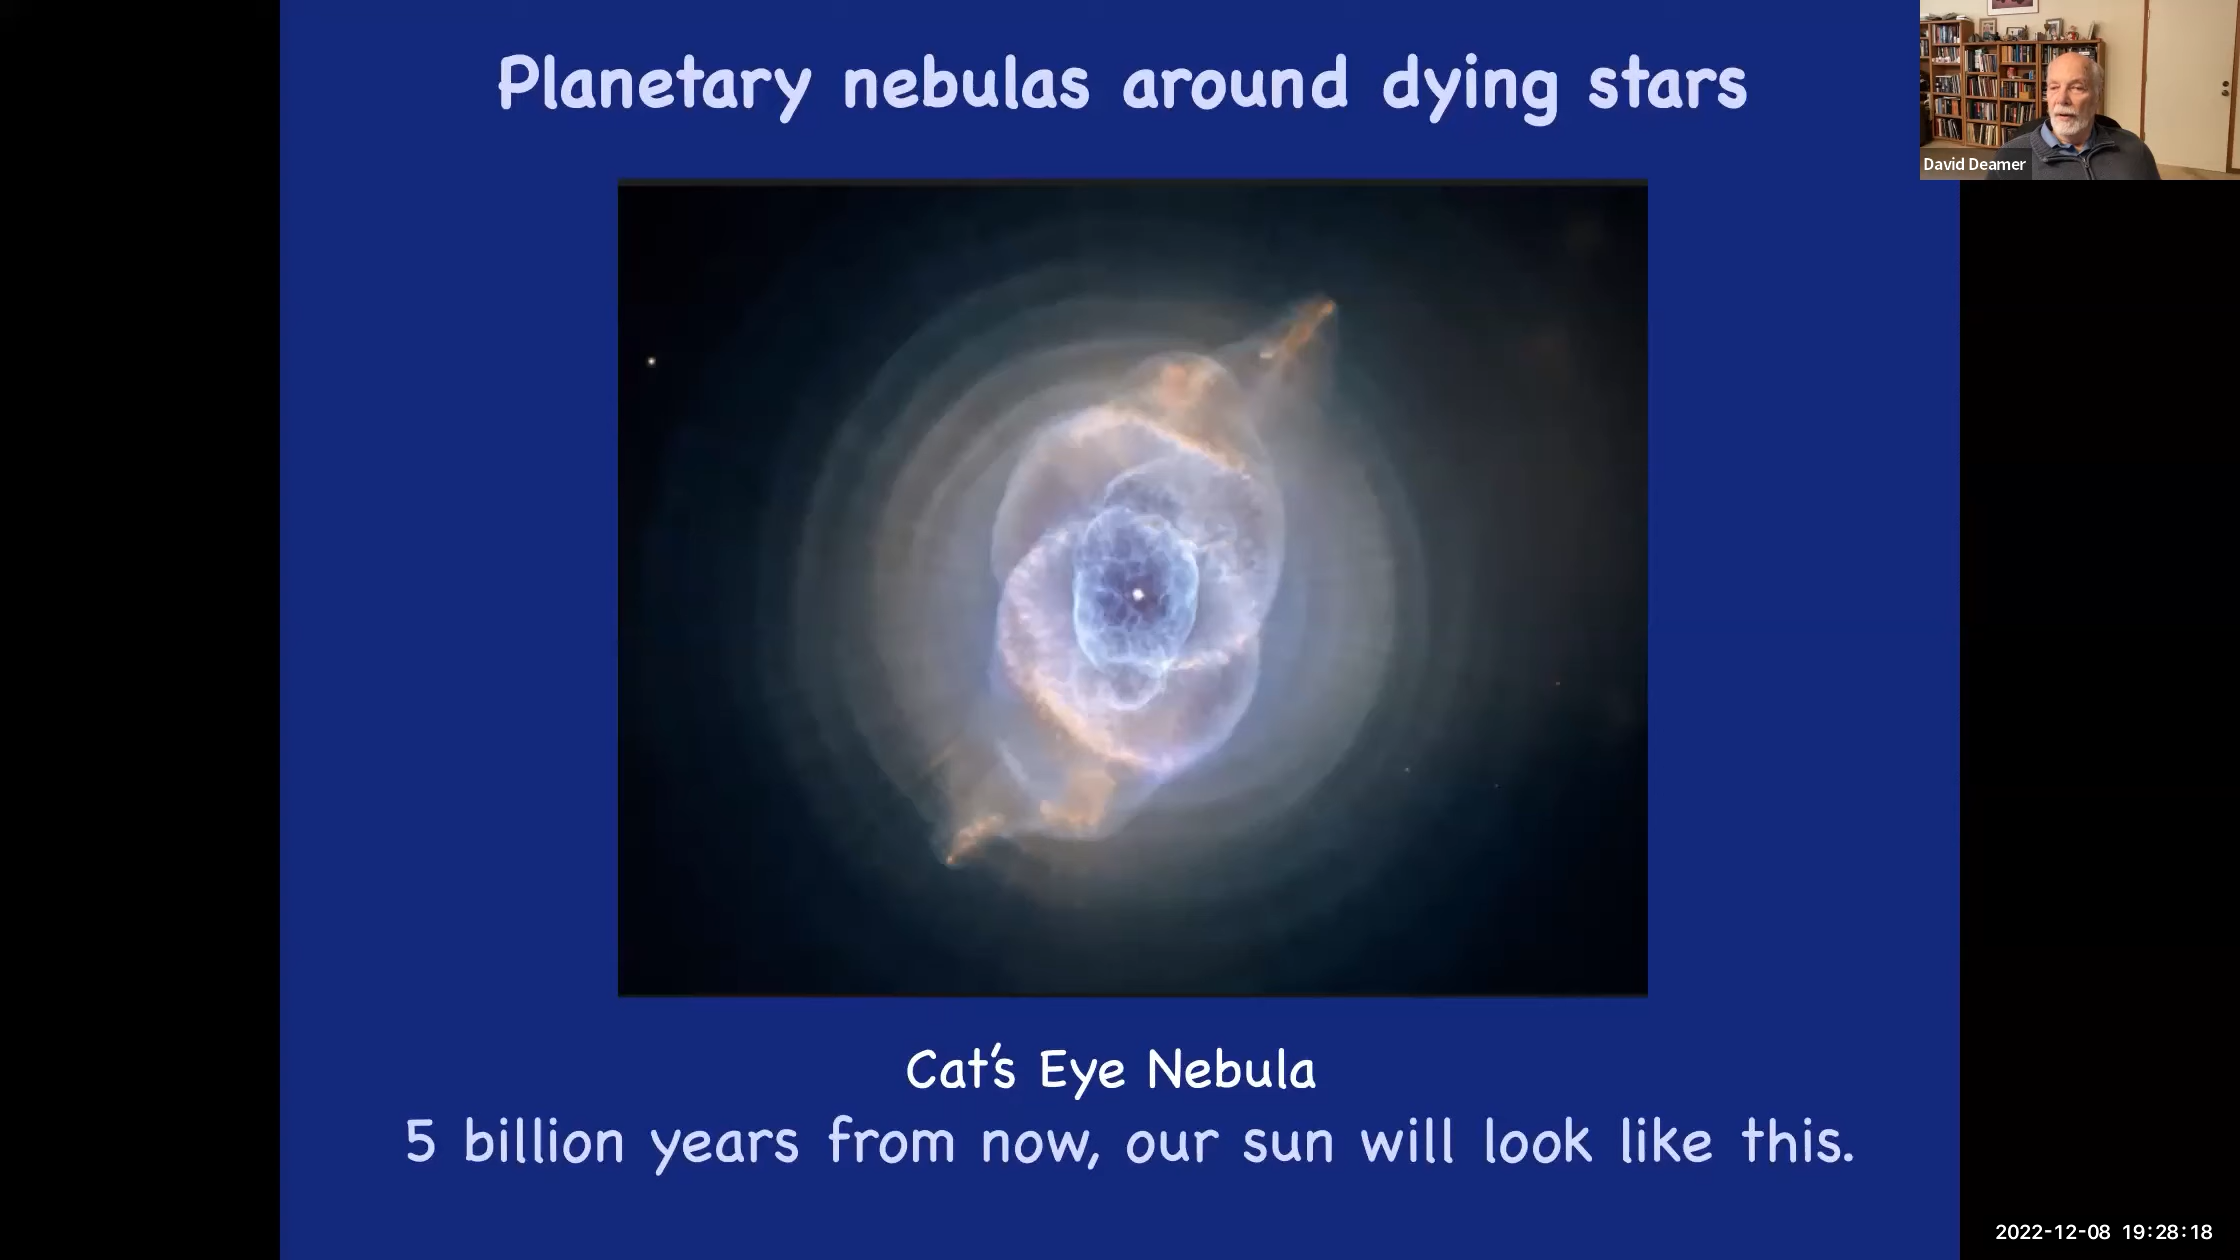 Planetary nebulas around dying stars
David Deamer
Cat's Eye Nebula
5 billion years from now, our sun will look like this.
2022-12-08 19:28:18